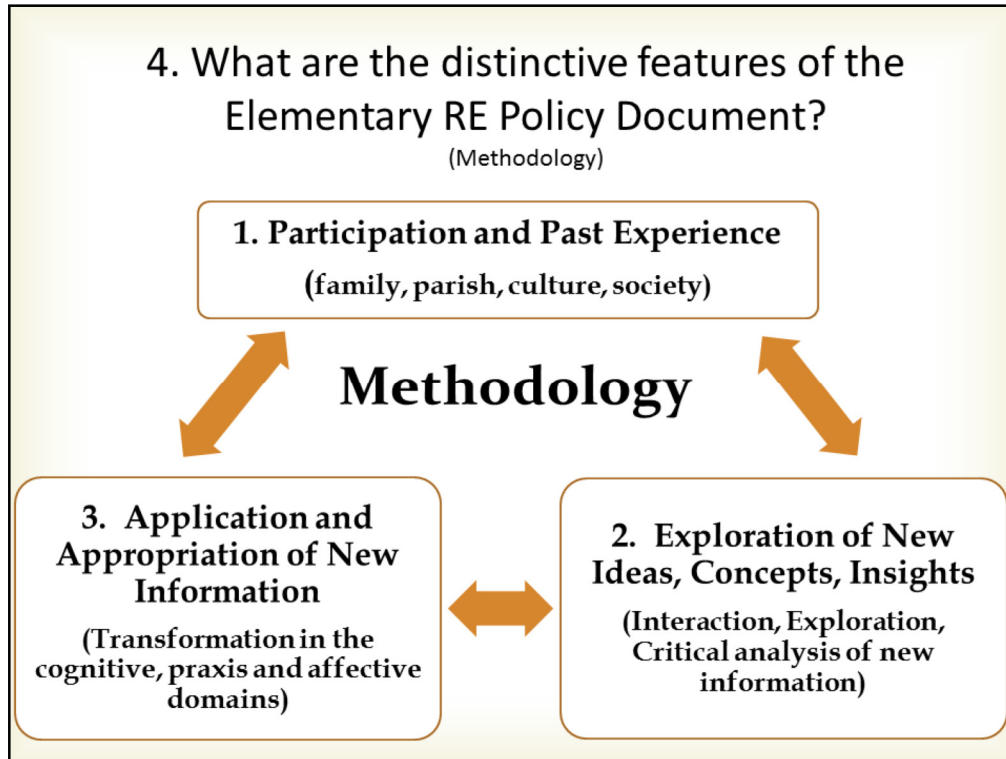 4. What are the distinctive features of the
Elementary RE Policy Document?
(Methodology)
1. Participation and Past Experience
(family, parish, culture, society)
Methodology
3. Application and
Appropriation of New
Information
(Transformation in the
cognitive, praxis and affective
domains)
2. Exploration of New
Ideas, Concepts, Insights
(Interaction, Exploration,
Critical analysis of new
information)